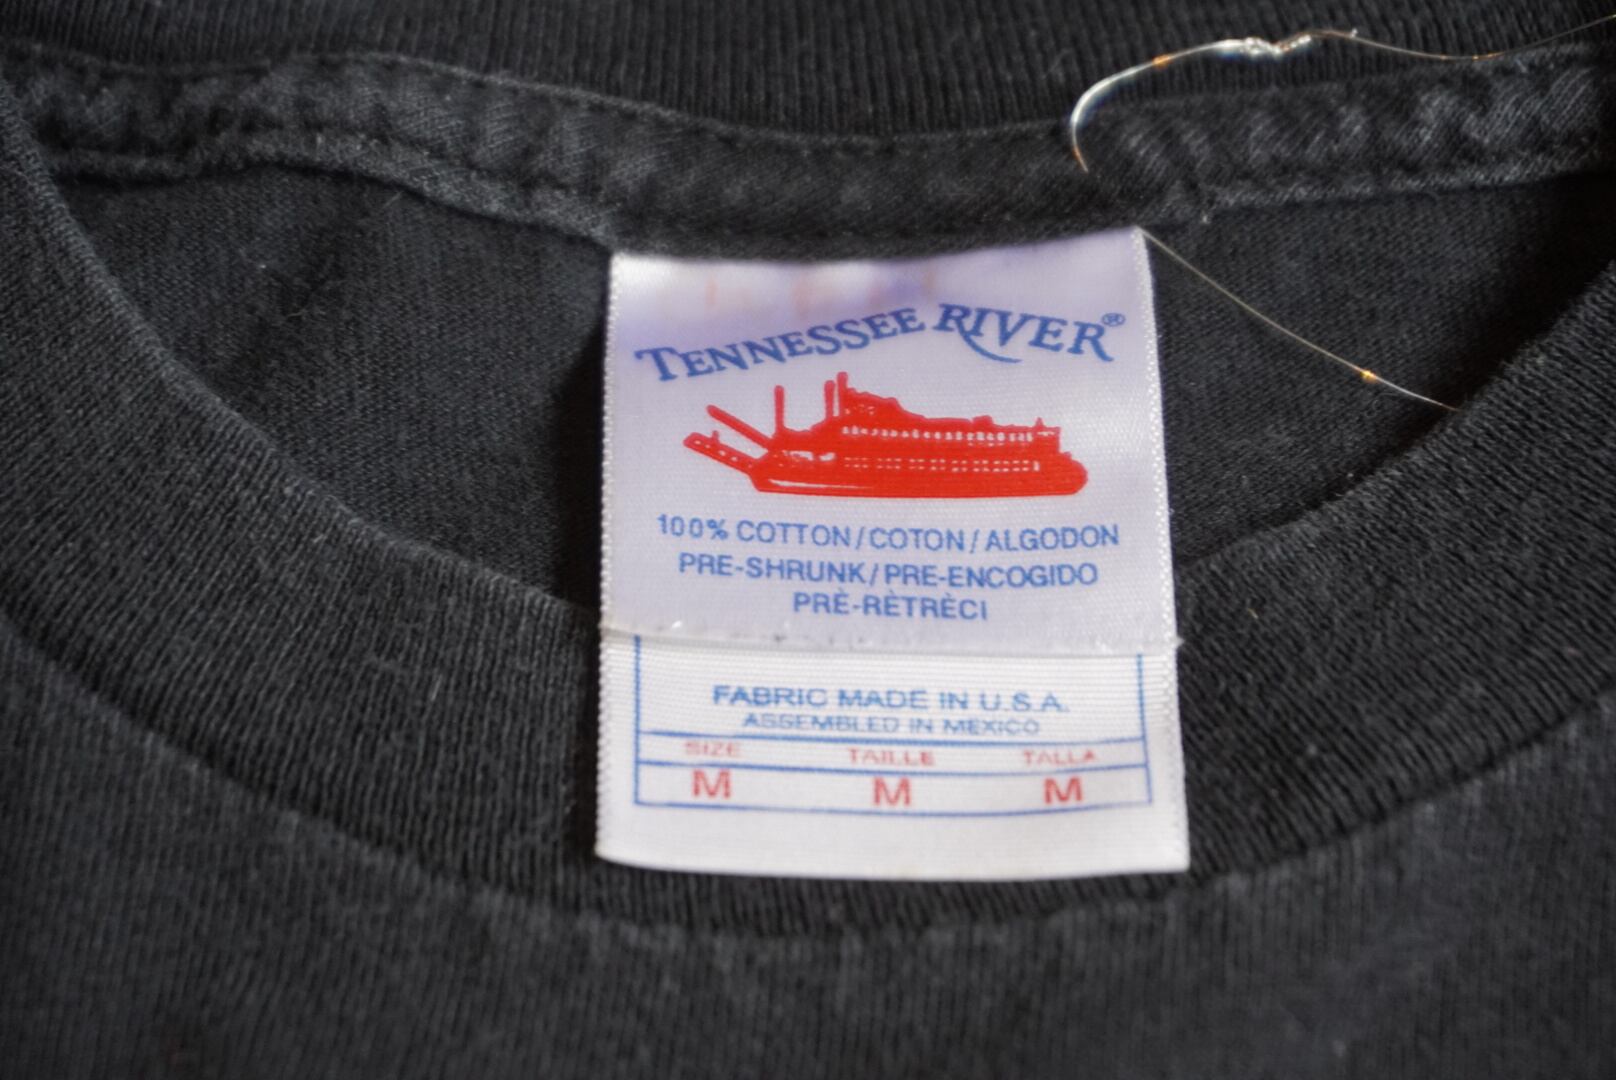 TENNESSEE RIVER®
100% COTTON/COTON/ALGODON
PRE-SHRUNK/PRE-ENCOGIDO
PRÈ-RÈTRÈCI
FABRIC MADE IN U.S.A.
ASSEMBLED IN MEXICO
SIZE TAILLE TALLA
M M M